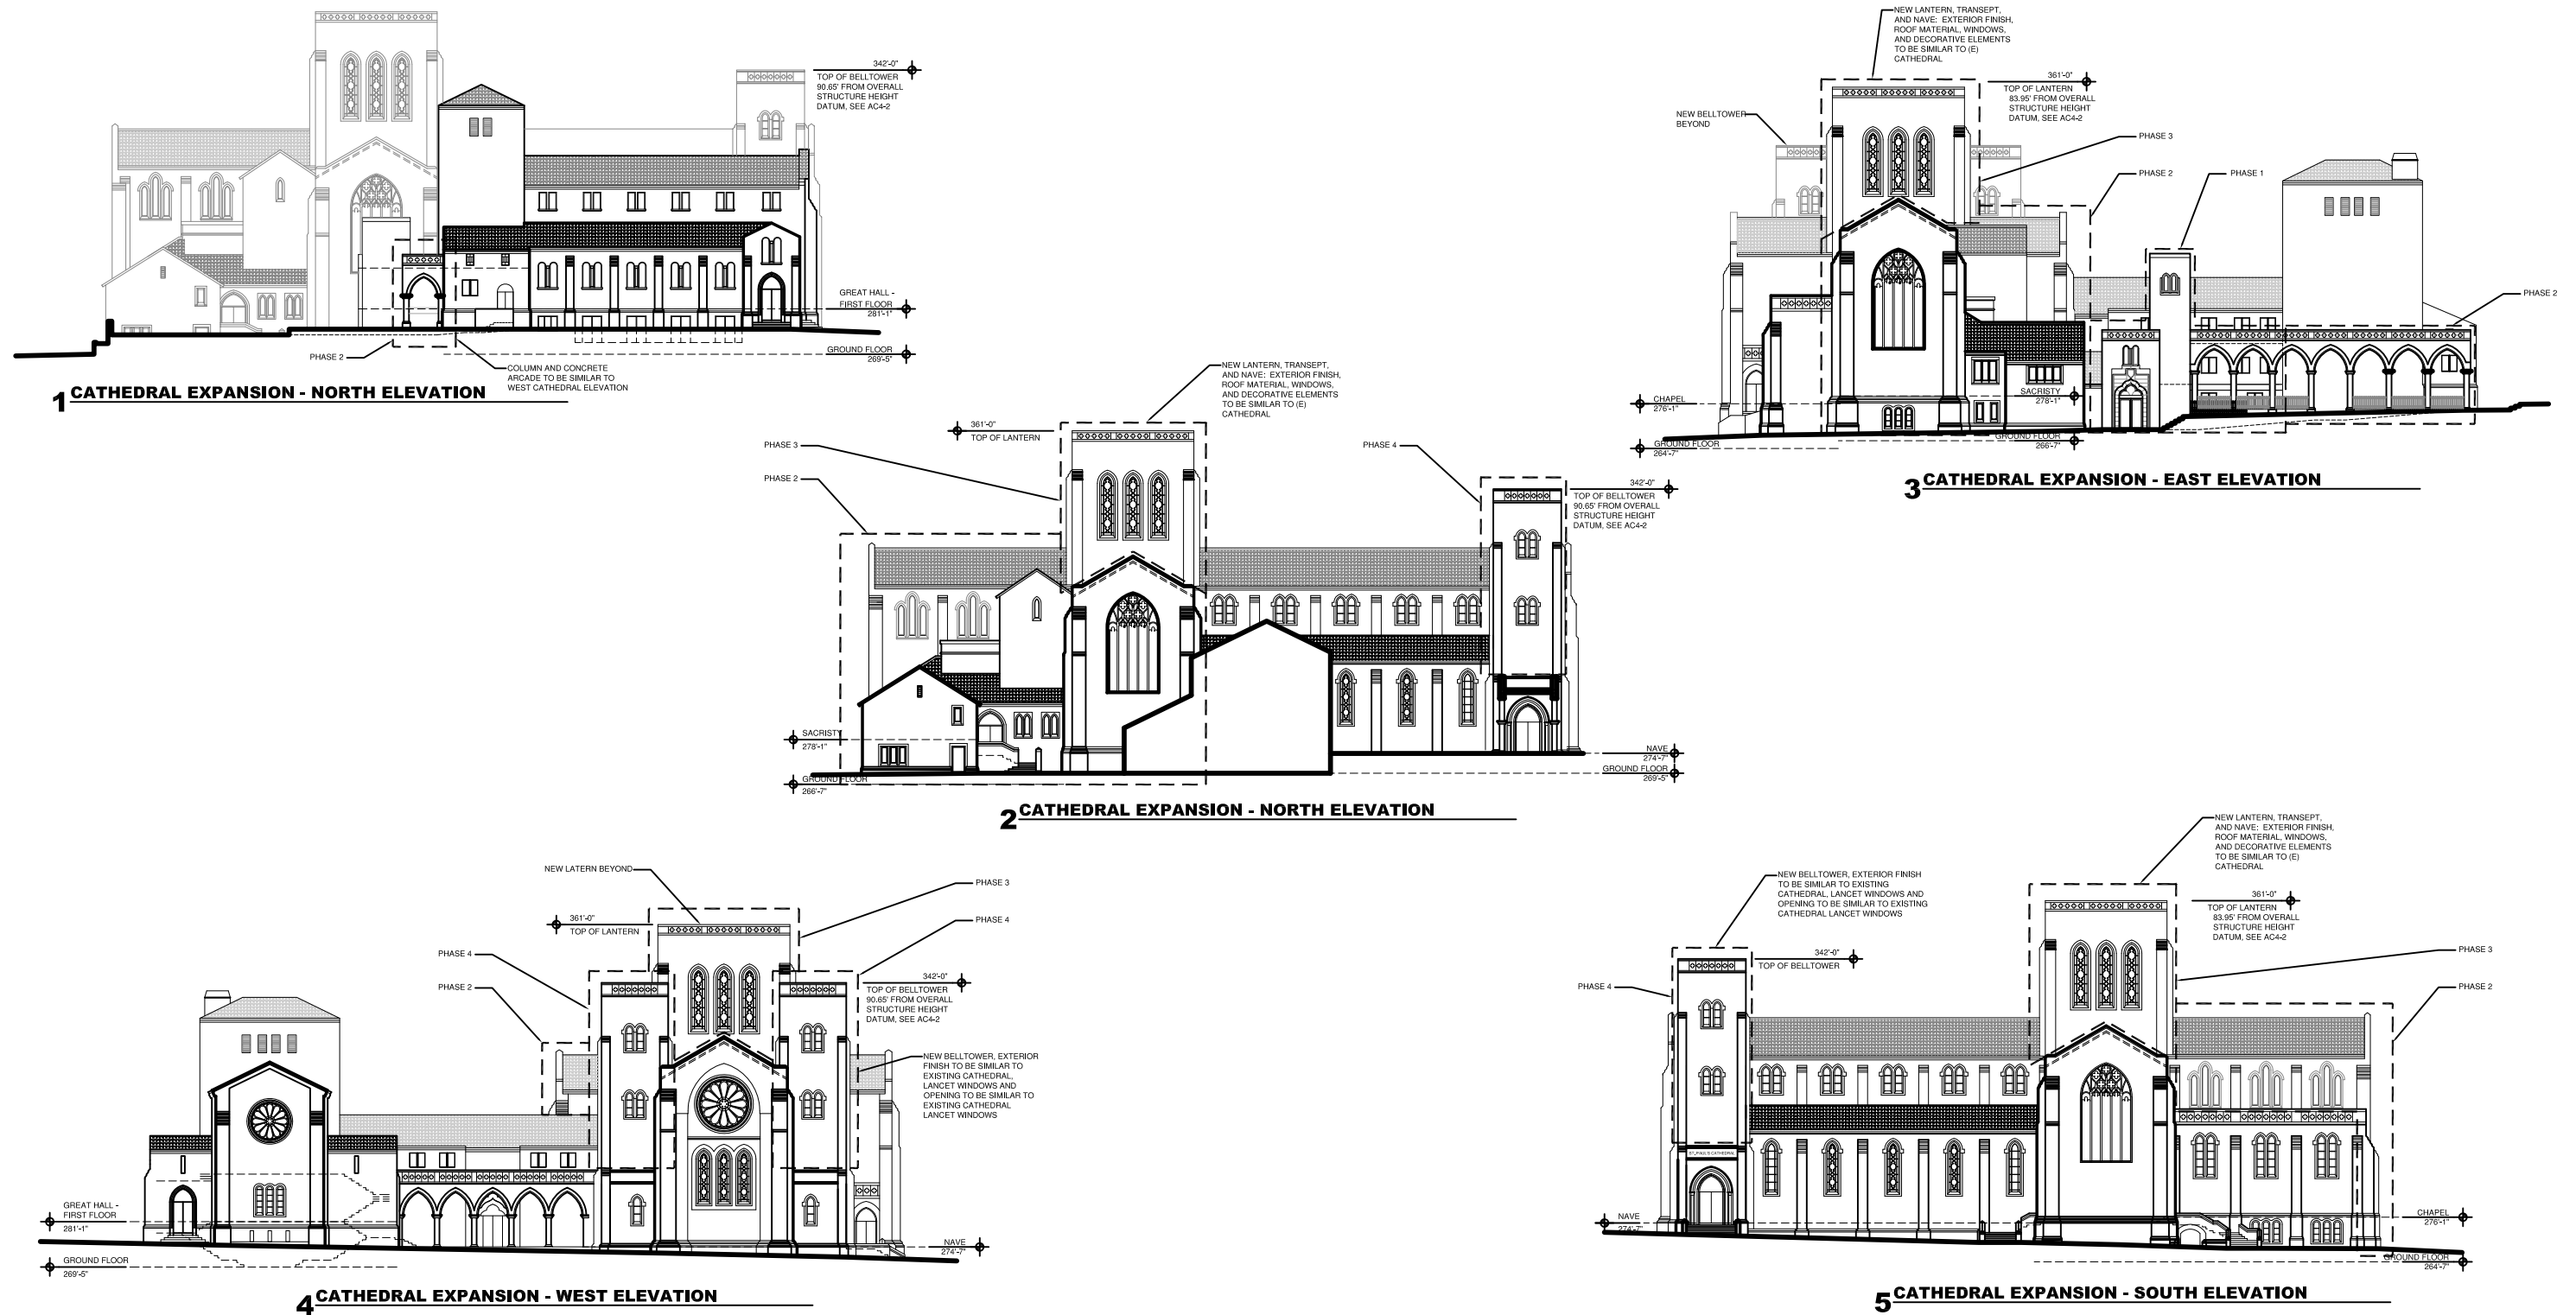 342'-0"
TOP OF BELLTOWER
90.65' FROM OVERALL
STRUCTURE HEIGHT
DATUM, SEE AC4-2
GREAT HALL -
FIRST FLOOR
281'-1"
GROUND FLOOR
269'-5"
PHASE 2
COLUMN AND CONCRETE
ARCADE TO BE SIMILAR TO
WEST CATHEDRAL ELEVATION
1 CATHEDRAL EXPANSION - NORTH ELEVATION
NEW LANTERN, TRANSEPT,
AND NAVE: EXTERIOR FINISH,
ROOF MATERIAL, WINDOWS,
AND DECORATIVE ELEMENTS
TO BE SIMILAR TO (E)
CATHEDRAL
361'-0"
TOP OF LANTERN
83.95' FROM OVERALL
STRUCTURE HEIGHT
DATUM, SEE AC4-2
NEW BELLTOWER
BEYOND
PHASE 3
PHASE 2
PHASE 1
PHASE 2
SACRISTY
278'-1"
CHAPEL
276'-1"
GROUND FLOOR
264'-7"
GROUND FLOOR
266'-7"
3 CATHEDRAL EXPANSION - EAST ELEVATION
NEW LANTERN, TRANSEPT,
AND NAVE: EXTERIOR FINISH,
ROOF MATERIAL, WINDOWS,
AND DECORATIVE ELEMENTS
TO BE SIMILAR TO (E)
CATHEDRAL
361'-0"
TOP OF LANTERN
PHASE 3
PHASE 2
PHASE 4
342'-0"
TOP OF BELLTOWER
90.65' FROM OVERALL
STRUCTURE HEIGHT
DATUM, SEE AC4-2
SACRISTY
278'-1"
GROUND FLOOR
266'-7"
NAVE
274'-7"
GROUND FLOOR
269'-5"
2 CATHEDRAL EXPANSION - NORTH ELEVATION
NEW LATERN BEYOND
PHASE 3
361'-0"
TOP OF LANTERN
PHASE 4
PHASE 4
PHASE 2
342'-0"
TOP OF BELLTOWER
90.65' FROM OVERALL
STRUCTURE HEIGHT
DATUM, SEE AC4-2
NEW BELLTOWER, EXTERIOR
FINISH TO BE SIMILAR TO
EXISTING CATHEDRAL,
LANCET WINDOWS AND
OPENING TO BE SIMILAR TO
EXISTING CATHEDRAL
LANCET WINDOWS
GREAT HALL -
FIRST FLOOR
281'-1"
GROUND FLOOR
269'-5"
NAVE
274'-7"
4 CATHEDRAL EXPANSION - WEST ELEVATION
NEW LANTERN, TRANSEPT,
AND NAVE: EXTERIOR FINISH,
ROOF MATERIAL, WINDOWS,
AND DECORATIVE ELEMENTS
TO BE SIMILAR TO (E)
CATHEDRAL
NEW BELLTOWER, EXTERIOR FINISH
TO BE SIMILAR TO EXISTING
CATHEDRAL, LANCET WINDOWS AND
OPENING TO BE SIMILAR TO EXISTING
CATHEDRAL LANCET WINDOWS
361'-0"
TOP OF LANTERN
83.95' FROM OVERALL
STRUCTURE HEIGHT
DATUM, SEE AC4-2
342'-0"
TOP OF BELLTOWER
PHASE 3
PHASE 4
PHASE 2
ST. PAUL'S CATHEDRAL
NAVE
274'-7"
CHAPEL
276'-1"
GROUND FLOOR
264'-7"
5 CATHEDRAL EXPANSION - SOUTH ELEVATION